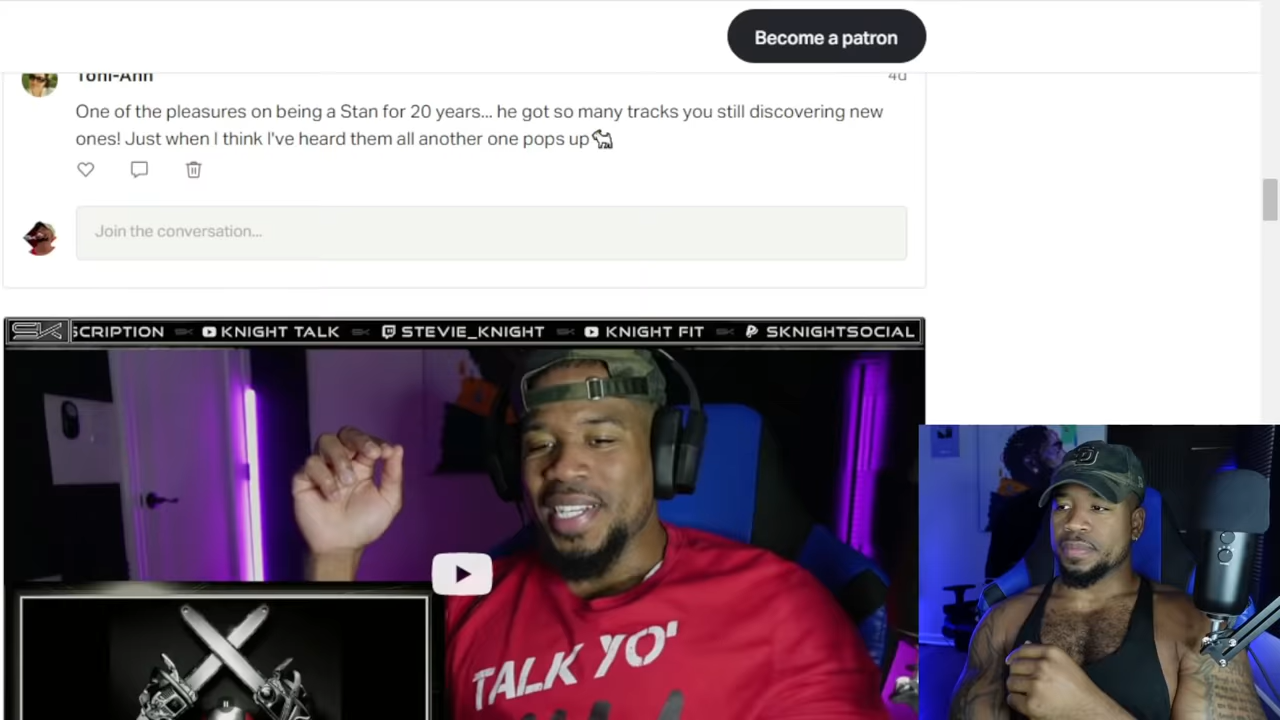 Become a patron
Toni-Ann
4d
One of the pleasures on being a Stan for 20 years... he got so many tracks you still discovering new
ones! Just when I think I've heard them all another one pops up
Join the conversation...
SK SCRIPTION KNIGHT TALK STEVIE_KNIGHT KNIGHT FIT SKNIGHTSOCIAL
TALK YO'